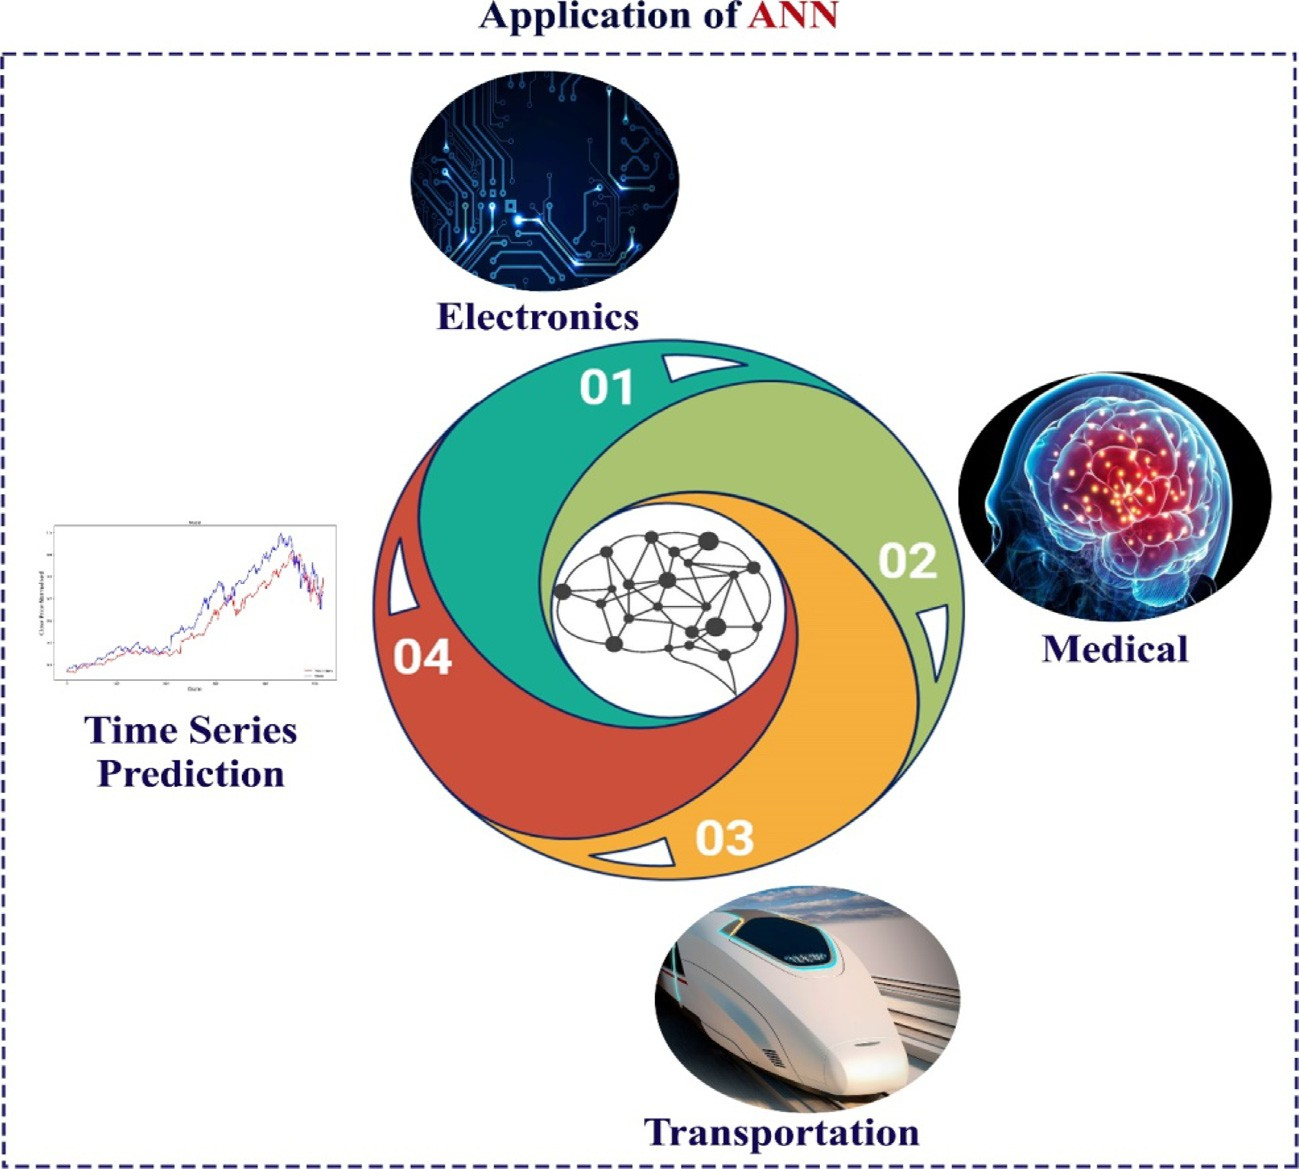 Application of ANN
Electronics
01
02
Medical
04
Time Series
Prediction
03
Transportation